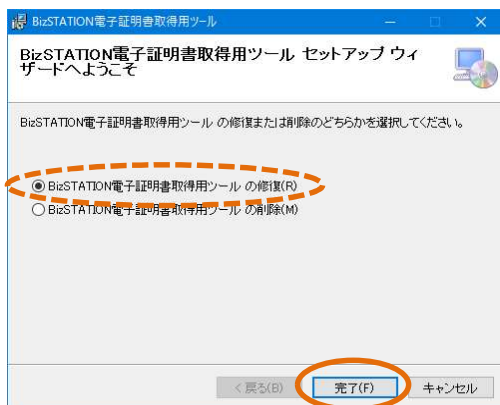 BizSTATION電子証明書取得用ツール
BizSTATION電子証明書取得用ツール セットアップ ウィ
ザードへようこそ
BizSTATION電子証明書取得用ツール の修復または削除のどちらかを選択してください。
BizSTATION電子証明書取得用ツール の修復(R)
BizSTATION電子証明書取得用ツール の削除(M)
< 戻る(B)
完了(F)
キャンセル